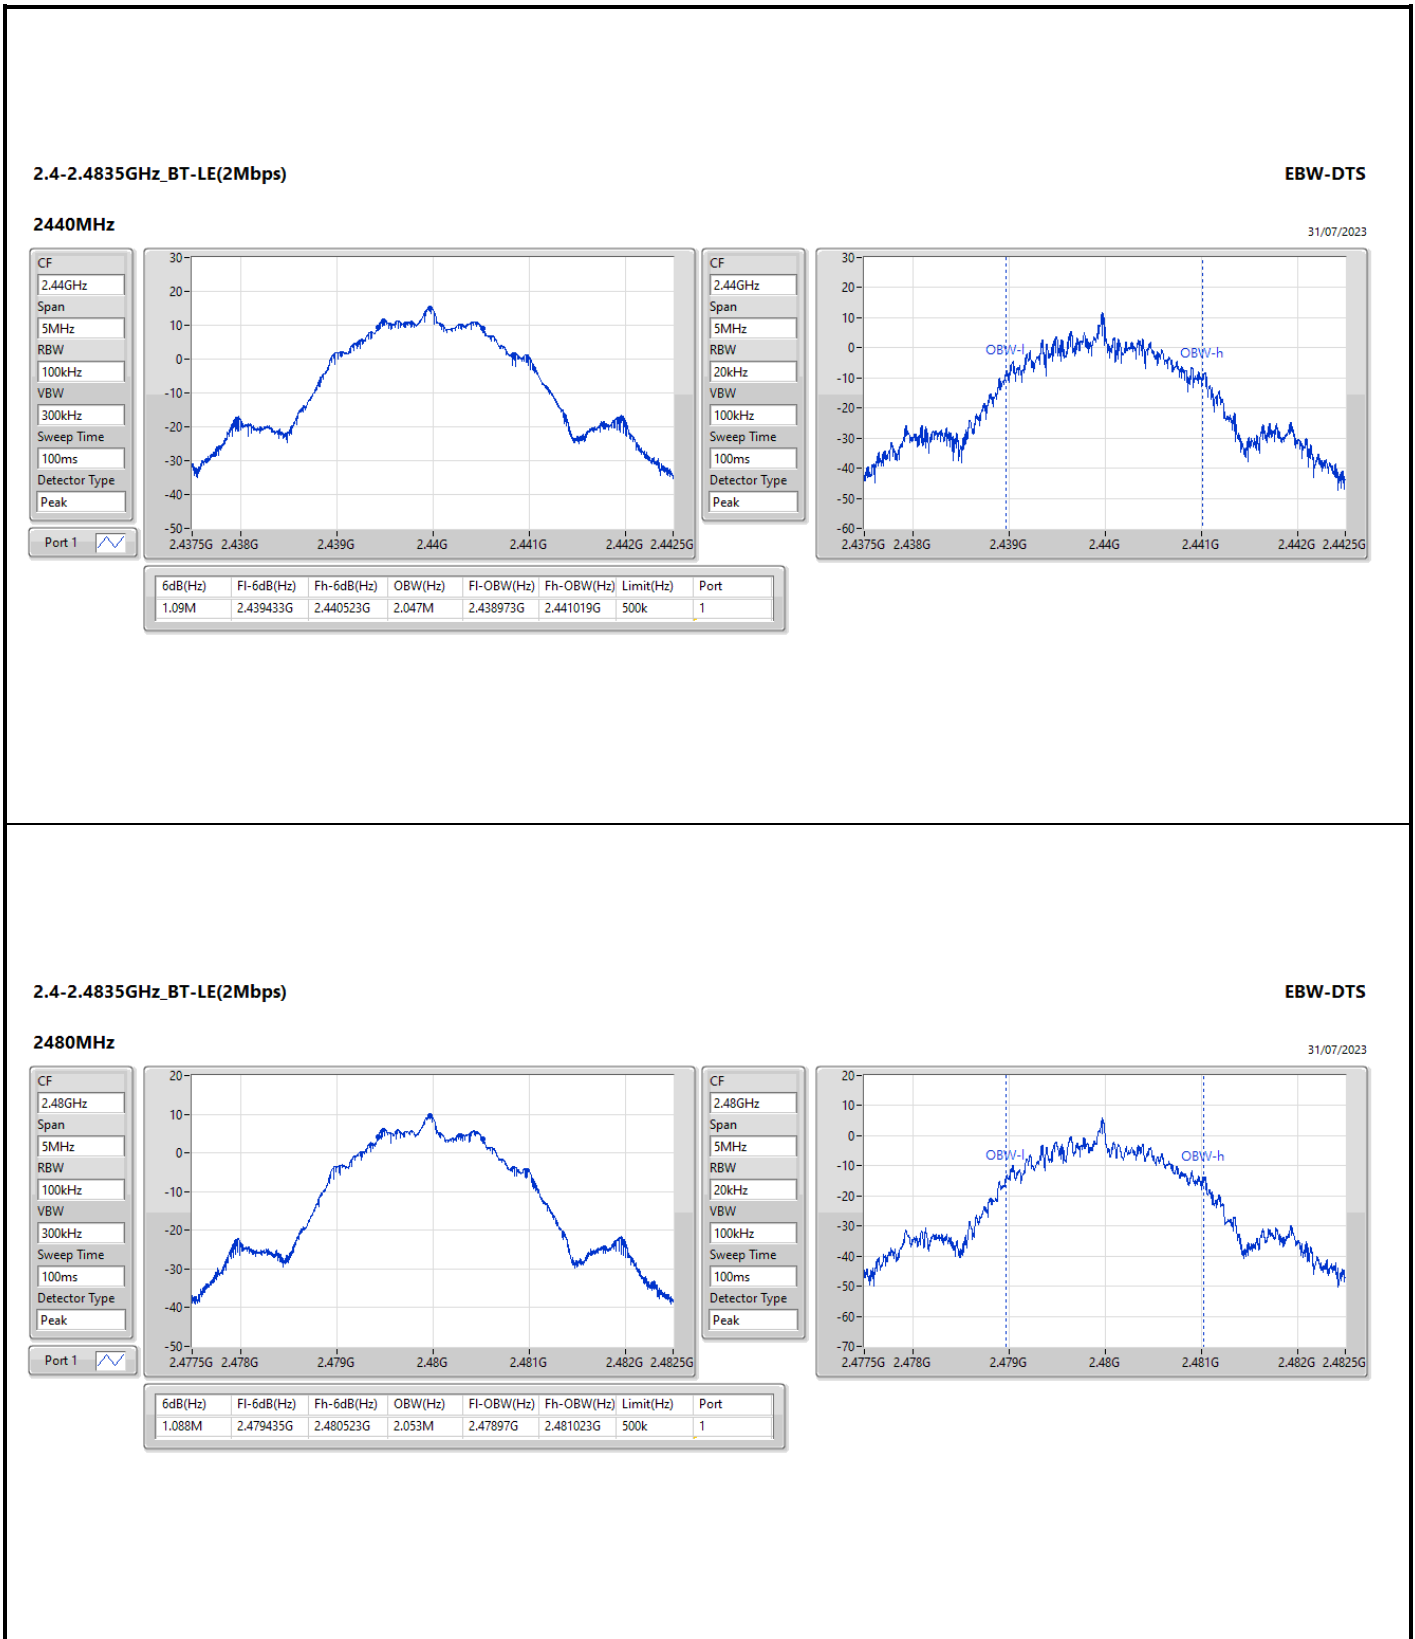 2.4-2.4835GHz_BT-LE(2Mbps) EBW-DTS
2440MHz
31/07/2023
CF
2.44GHz
Span
5MHz
RBW
100kHz
VBW
300kHz
Sweep Time
100ms
Detector Type
Peak
Port 1
30
20
10
0
-10
-20
-30
-40
-50
2.4375G 2.438G 2.439G 2.44G 2.441G 2.442G 2.4425G
CF
2.44GHz
Span
5MHz
RBW
20kHz
VBW
100kHz
Sweep Time
100ms
Detector Type
Peak
30
20
10
0
-10
-20
-30
-40
-50
-60
OBW-l OBW-h
2.4375G 2.438G 2.439G 2.44G 2.441G 2.442G 2.4425G
6dB(Hz) Fl-6dB(Hz) Fh-6dB(Hz) OBW(Hz) Fl-OBW(Hz) Fh-OBW(Hz) Limit(Hz) Port
1.09M 2.439433G 2.440523G 2.047M 2.438973G 2.441019G 500k 1
2.4-2.4835GHz_BT-LE(2Mbps) EBW-DTS
2480MHz
31/07/2023
CF
2.48GHz
Span
5MHz
RBW
100kHz
VBW
300kHz
Sweep Time
100ms
Detector Type
Peak
Port 1
20
10
0
-10
-20
-30
-40
-50
2.4775G 2.478G 2.479G 2.48G 2.481G 2.482G 2.4825G
CF
2.48GHz
Span
5MHz
RBW
20kHz
VBW
100kHz
Sweep Time
100ms
Detector Type
Peak
20
10
0
-10
-20
-30
-40
-50
-60
-70
OBW-l OBW-h
2.4775G 2.478G 2.479G 2.48G 2.481G 2.482G 2.4825G
6dB(Hz) Fl-6dB(Hz) Fh-6dB(Hz) OBW(Hz) Fl-OBW(Hz) Fh-OBW(Hz) Limit(Hz) Port
1.088M 2.479435G 2.480523G 2.053M 2.47897G 2.481023G 500k 1